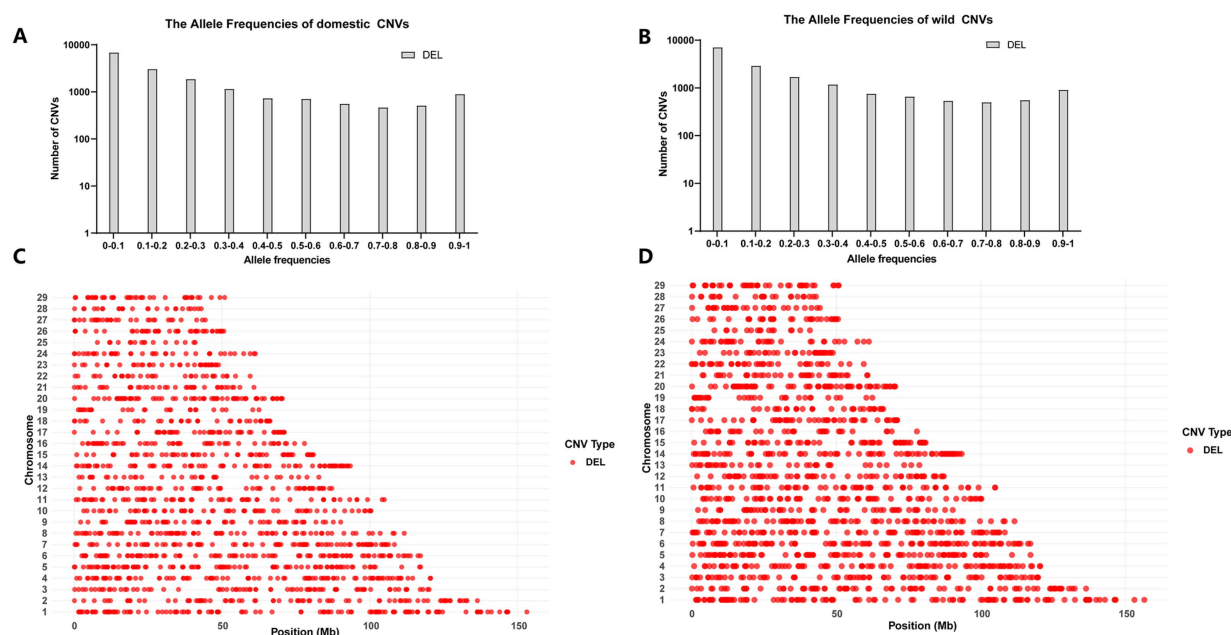 A
The Allele Frequencies of domestic CNVs
10000
1000
100
10
1
Number of CNVs
DEL
0-0.1 0.1-0.2 0.2-0.3 0.3-0.4 0.4-0.5 0.5-0.6 0.6-0.7 0.7-0.8 0.8-0.9 0.9-1
Allele frequencies
B
The Allele Frequencies of wild CNVs
10000
1000
100
10
1
Number of CNVs
DEL
0-0.1 0.1-0.2 0.2-0.3 0.3-0.4 0.4-0.5 0.5-0.6 0.6-0.7 0.7-0.8 0.8-0.9 0.9-1
Allele frequencies
C
29
28
27
26
25
24
23
22
21
20
19
18
17
16
15
14
13
12
11
10
9
8
7
6
5
4
3
2
1
Chromosome
0 50 100 150
Position (Mb)
CNV Type
DEL
D
29
28
27
26
25
24
23
22
21
20
19
18
17
16
15
14
13
12
11
10
9
8
7
6
5
4
3
2
1
Chromosome
0 50 100 150
Position (Mb)
CNV Type
DEL